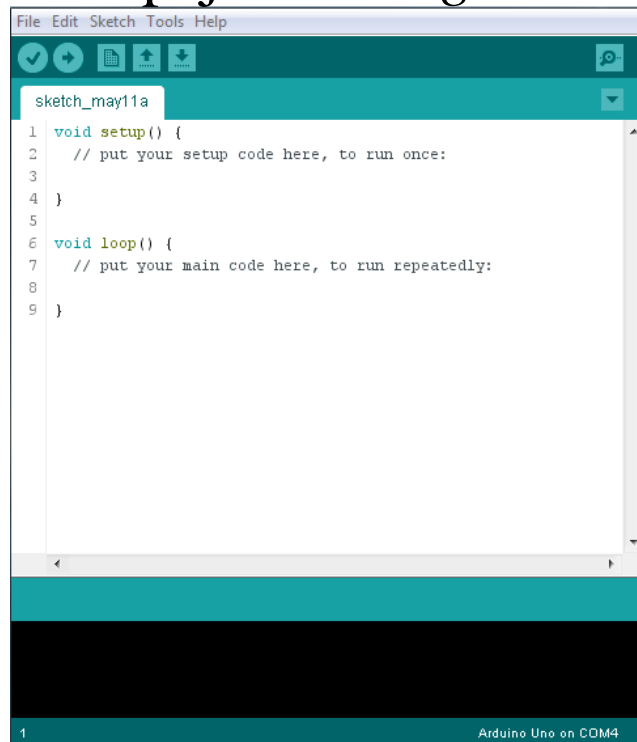 File Edit Sketch Tools Help
sketch_may11a
1 void setup() {
2 // put your setup code here, to run once:
3
4 }
5
6 void loop() {
7 // put your main code here, to run repeatedly:
8
9 }
1 Arduino Uno on COM4